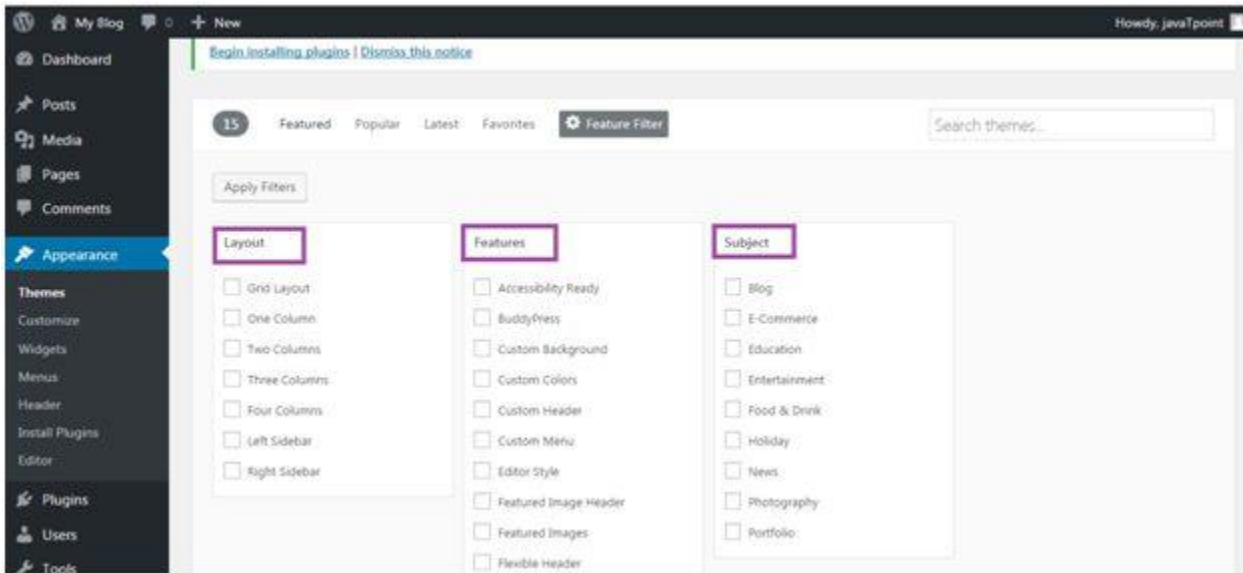 My Blog 0 + New Howdy, javaTpoint
Dashboard
Posts
Media
Pages
Comments
Appearance
Themes
Customize
Widgets
Menus
Header
Install Plugins
Editor
Plugins
Users
Tools
Begin installing plugins | Dismiss this notice
15 Featured Popular Latest Favorites Feature Filter Search themes...
Apply Filters
Layout
Grid Layout
One Column
Two Columns
Three Columns
Four Columns
Left Sidebar
Right Sidebar
Features
Accessibility Ready
BuddyPress
Custom Background
Custom Colors
Custom Header
Custom Menu
Editor Style
Featured Image Header
Featured Images
Flexible Header
Subject
Blog
E-Commerce
Education
Entertainment
Food & Drink
Holiday
News
Photography
Portfolio